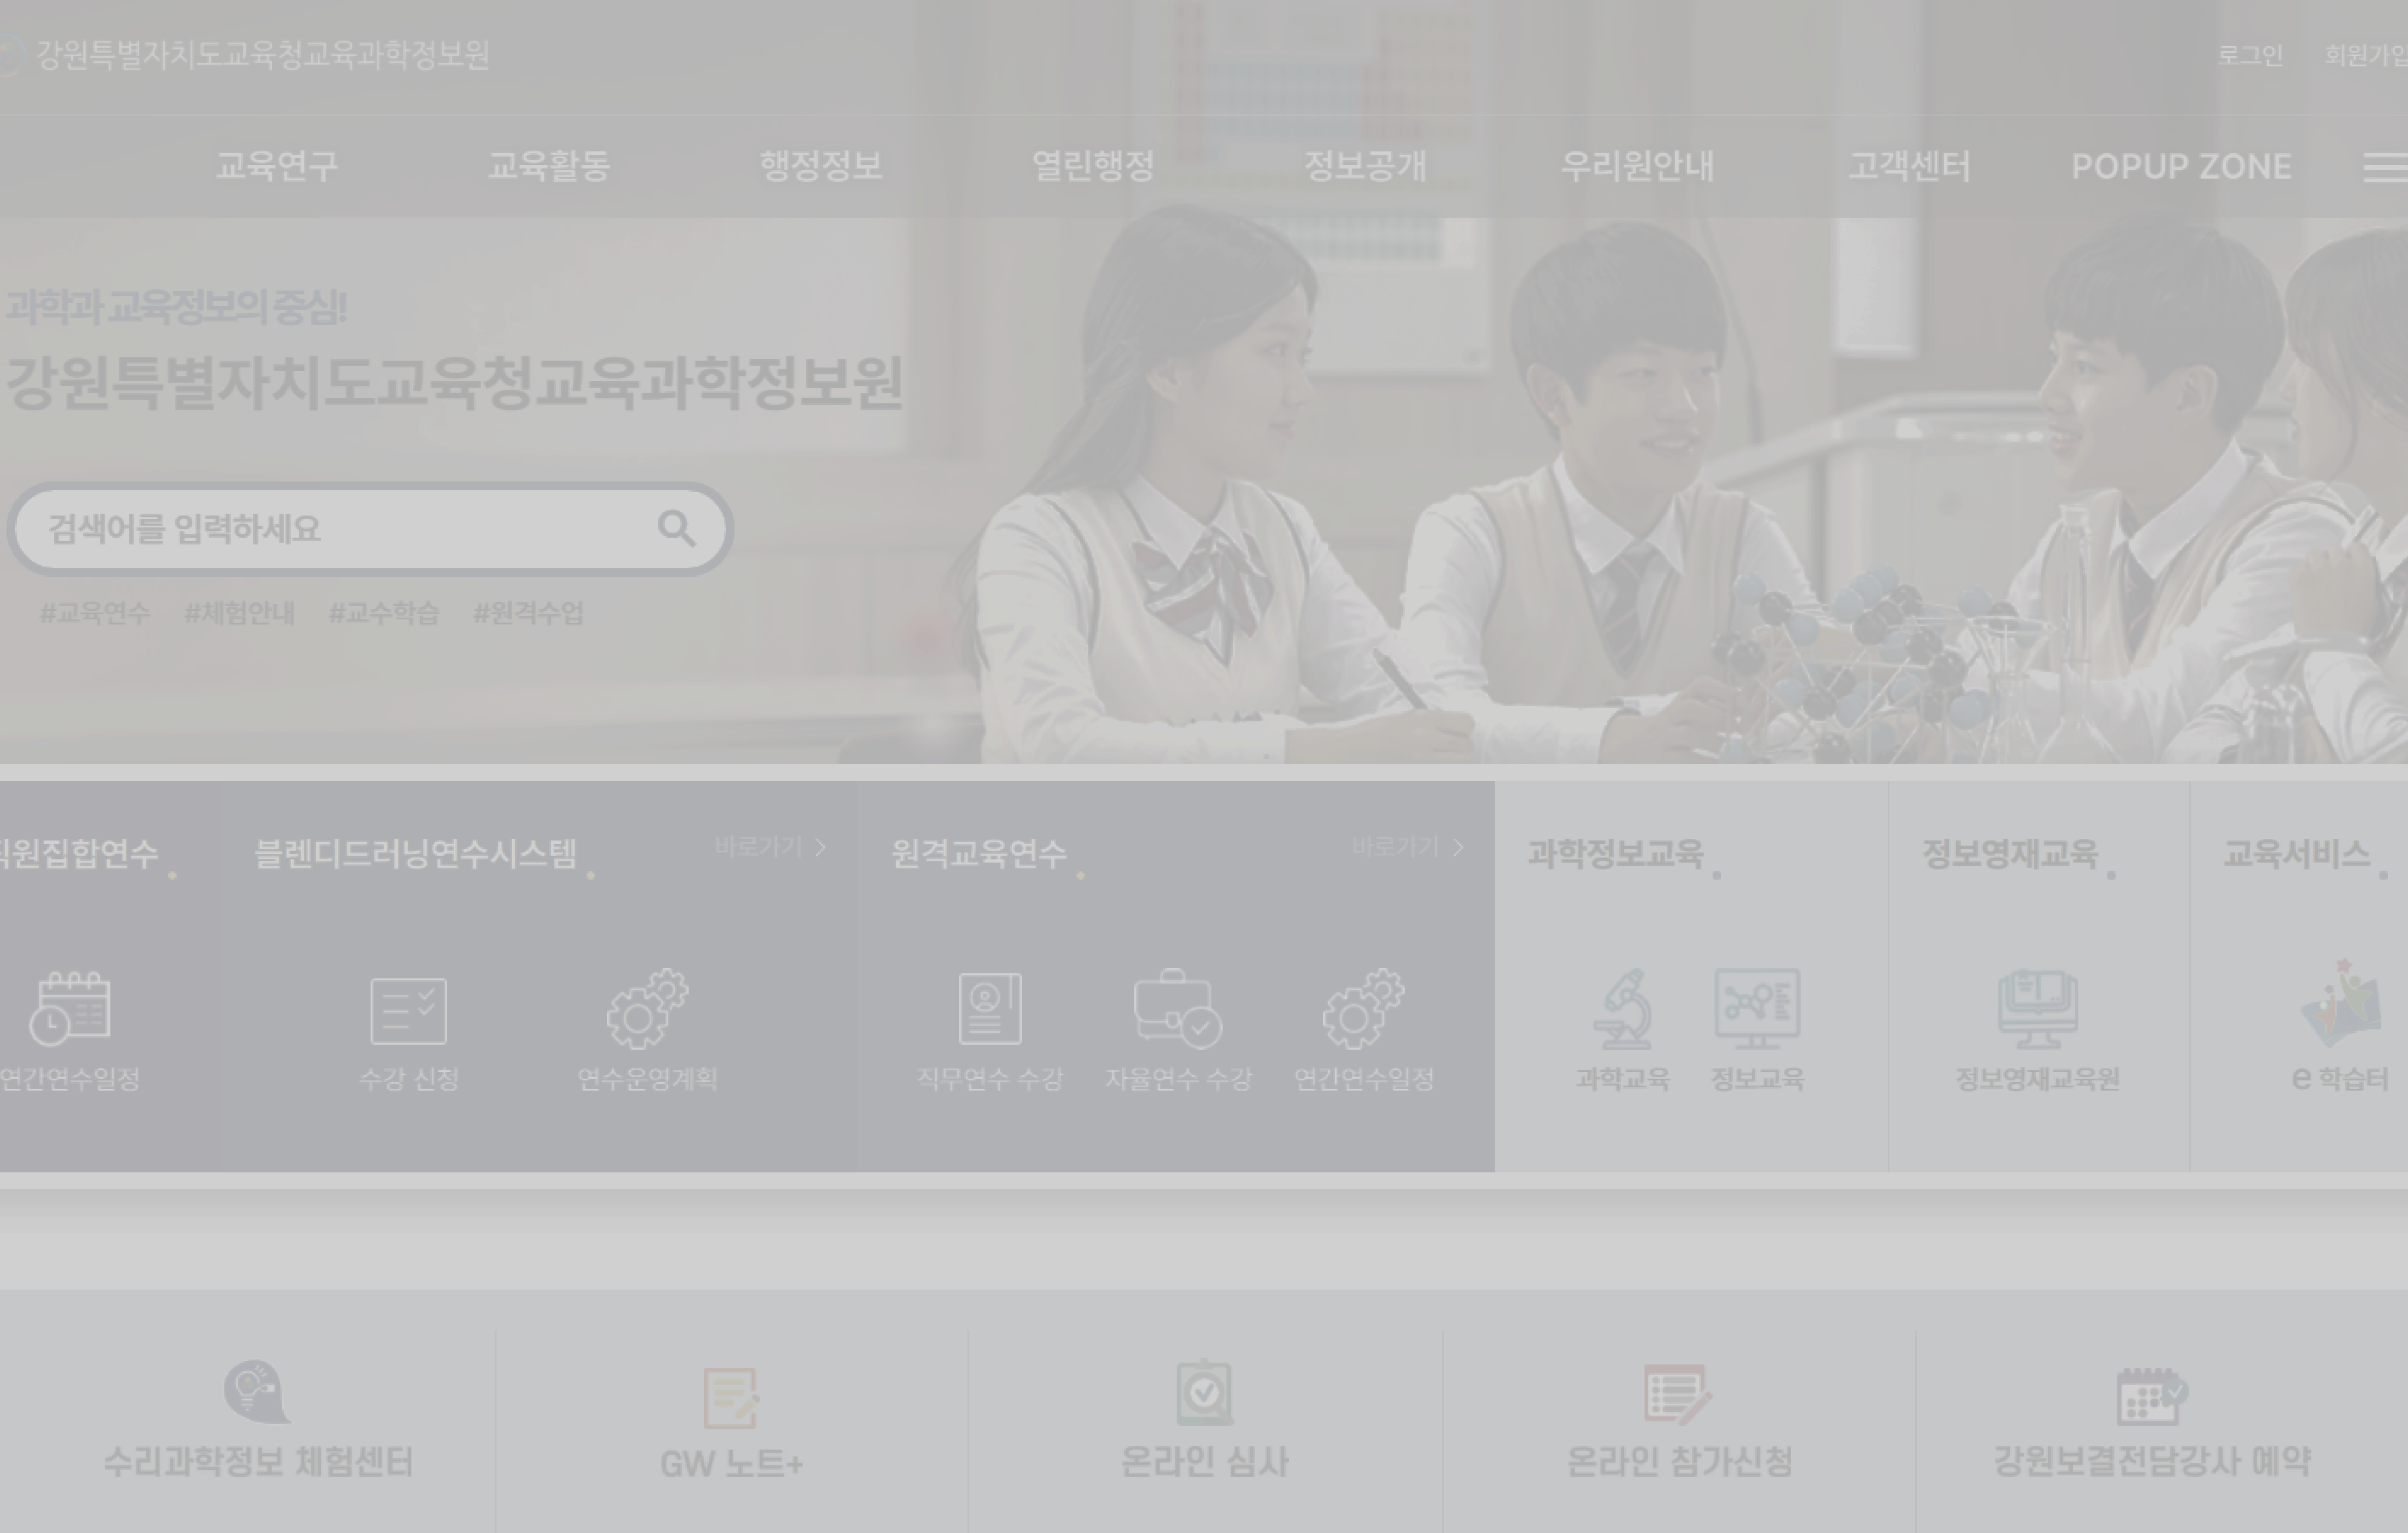 강원특별자치도교육청교육과학정보원
로그인 회원가입
교육연구 교육활동 행정정보 열린행정 정보공개 우리원안내 고객센터 POPUP ZONE
과학과 교육정보의 중심!
강원특별자치도교육청교육과학정보원
검색어를 입력하세요
#교육연수 #체험안내 #교수학습 #원격수업
직원집합연수. 블렌디드러닝연수시스템. 바로가기 > 원격교육연수. 바로가기 > 과학정보교육. 정보영재교육. 교육서비스.
연간연수일정 수강 신청 연수운영계획 직무연수 수강 자율연수 수강 연간연수일정 과학교육 정보교육 정보영재교육원 e 학습터
수리과학정보 체험센터 GW 노트+ 온라인 심사 온라인 참가신청 강원보결전담강사 예약